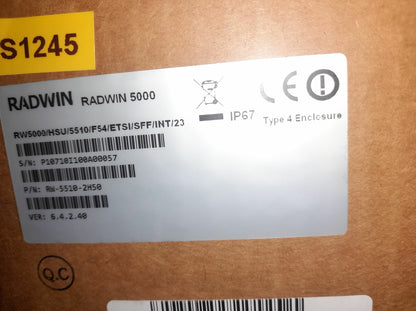 S1245
RADWIN RADWIN 5000
IP67 Type 4 Enclosure
RW5000/HSU/5510/F54/ETSI/SFF/INT/23
S/N: P10710I100A00057
P/N: RW-5510-2H50
VER: 6.4.2.40
Q.C